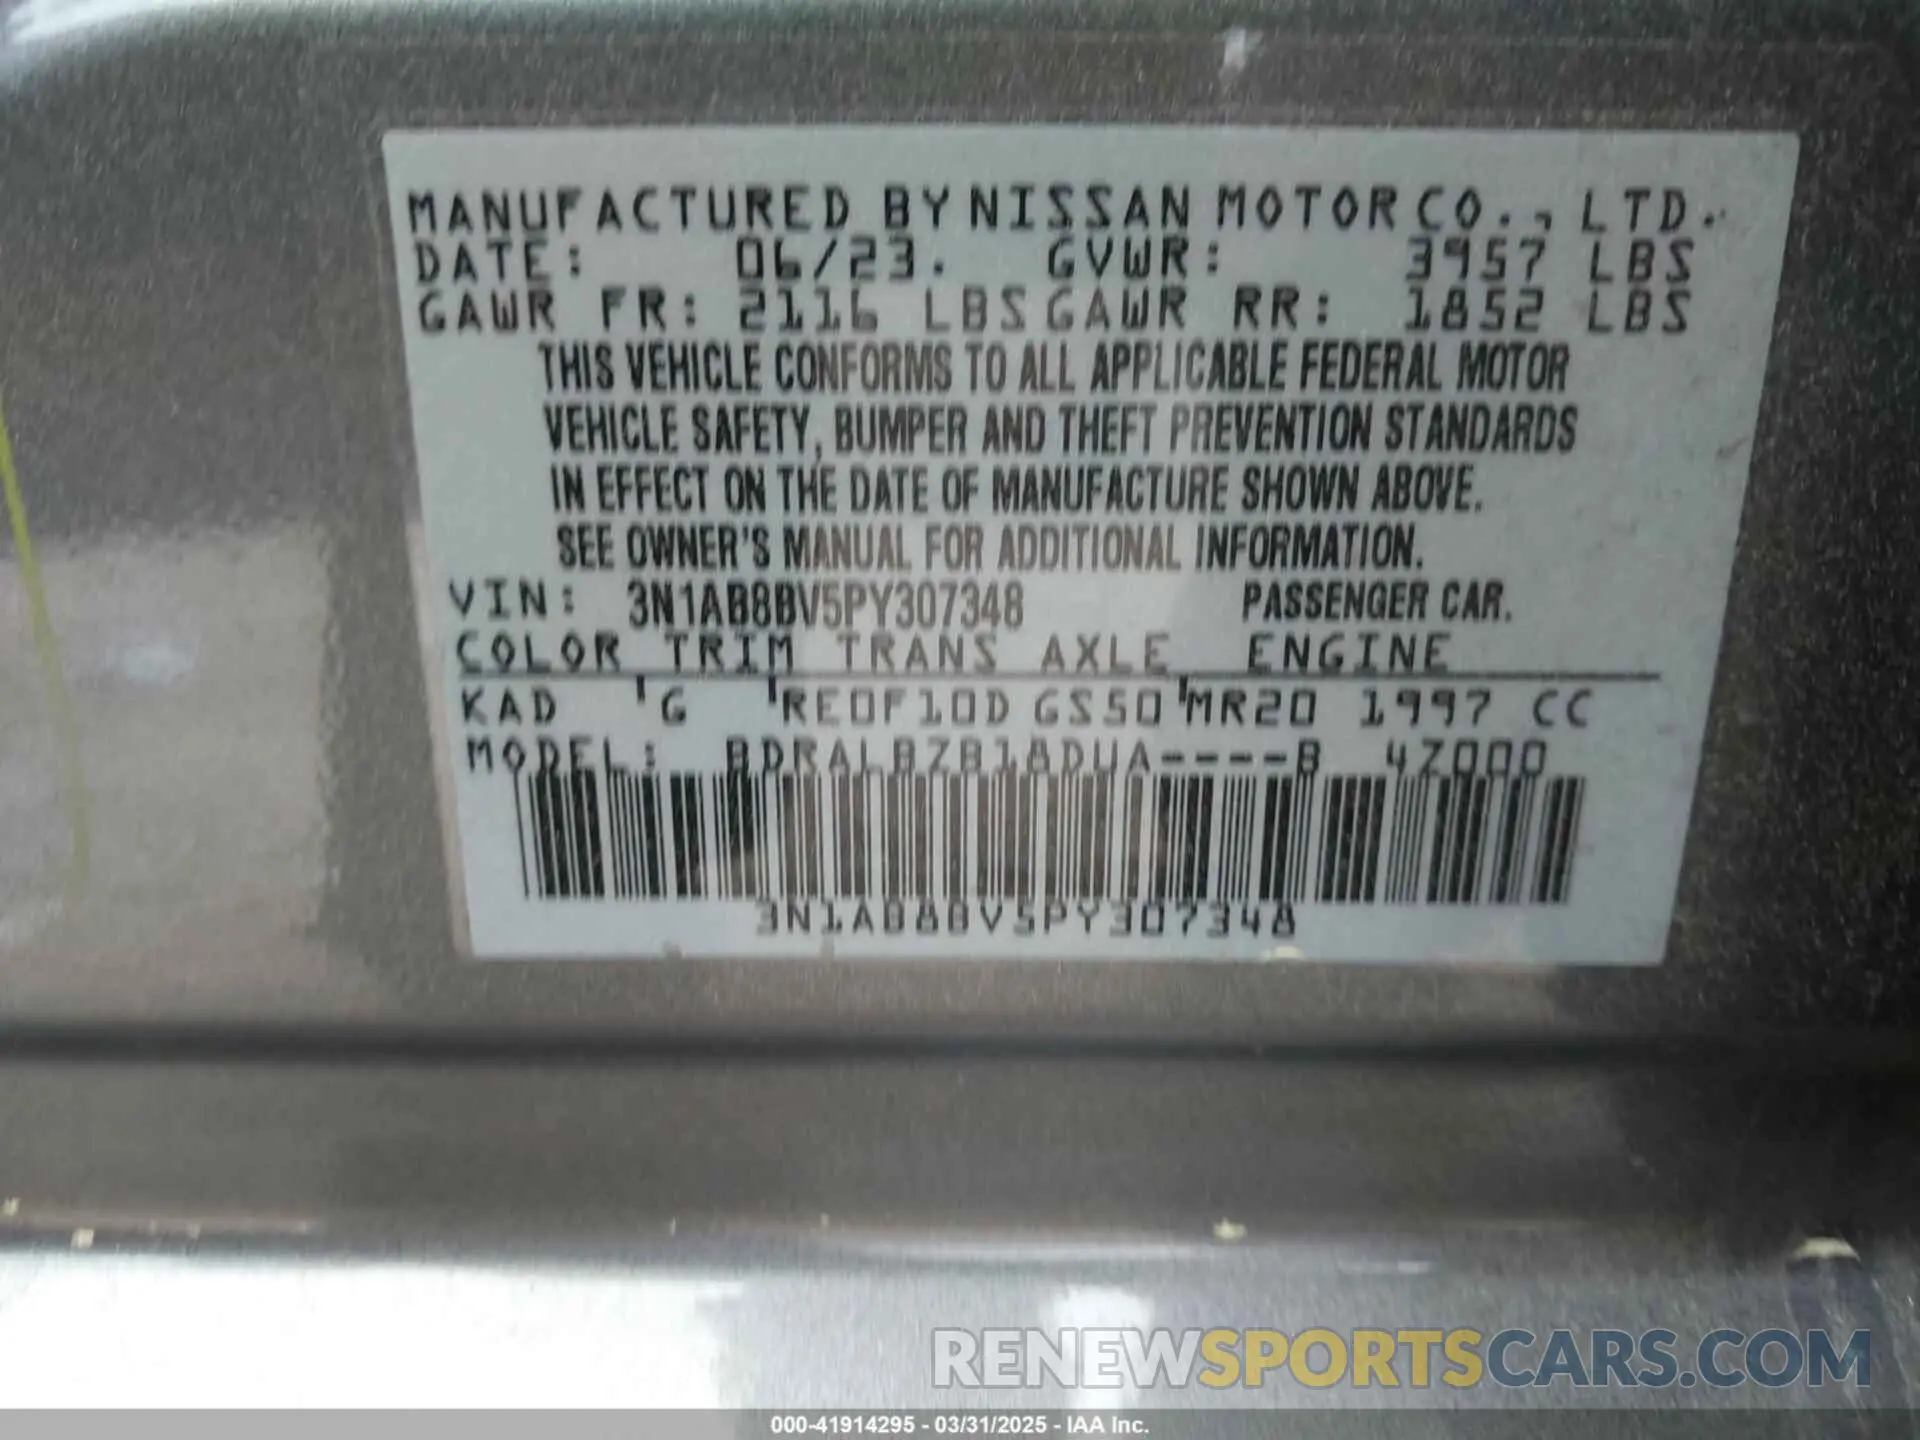 MANUFACTURED BY NISSAN MOTOR CO., LTD.
DATE: 06/23. GVWR: 3957 LBS
GAWR FR: 2116 LBS GAWR RR: 1852 LBS
THIS VEHICLE CONFORMS TO ALL APPLICABLE FEDERAL MOTOR
VEHICLE SAFETY, BUMPER AND THEFT PREVENTION STANDARDS
IN EFFECT ON THE DATE OF MANUFACTURE SHOWN ABOVE.
SEE OWNER'S MANUAL FOR ADDITIONAL INFORMATION.
VIN: 3N1AB8BV5PY307348 PASSENGER CAR.
COLOR TRIM TRANS AXLE ENGINE
KAD G RE0F10D GS50 MR20 1997 CC
MODEL: BDRALBZB18DUA----B 4Z000
3N1AB8BV5PY307348
RENEWSPORTSCARS.COM
000-41914295 - 03/31/2025 - IAA Inc.